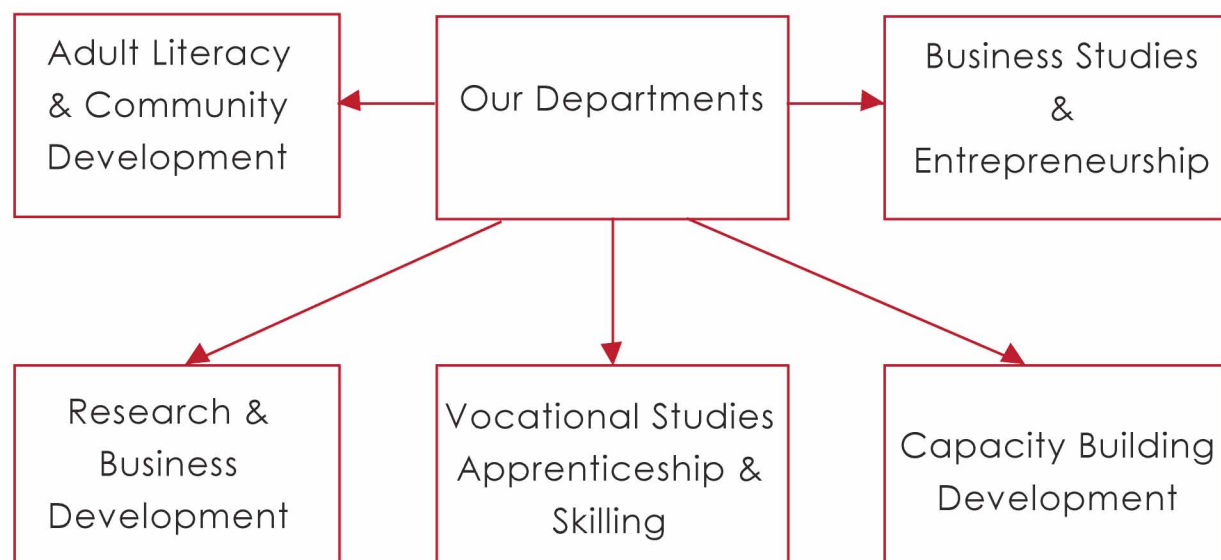 Adult Literacy
& Community
Development
Our Departments
Business Studies
&
Entrepreneurship
Research &
Business
Development
Vocational Studies
Apprenticeship &
Skilling
Capacity Building
Development